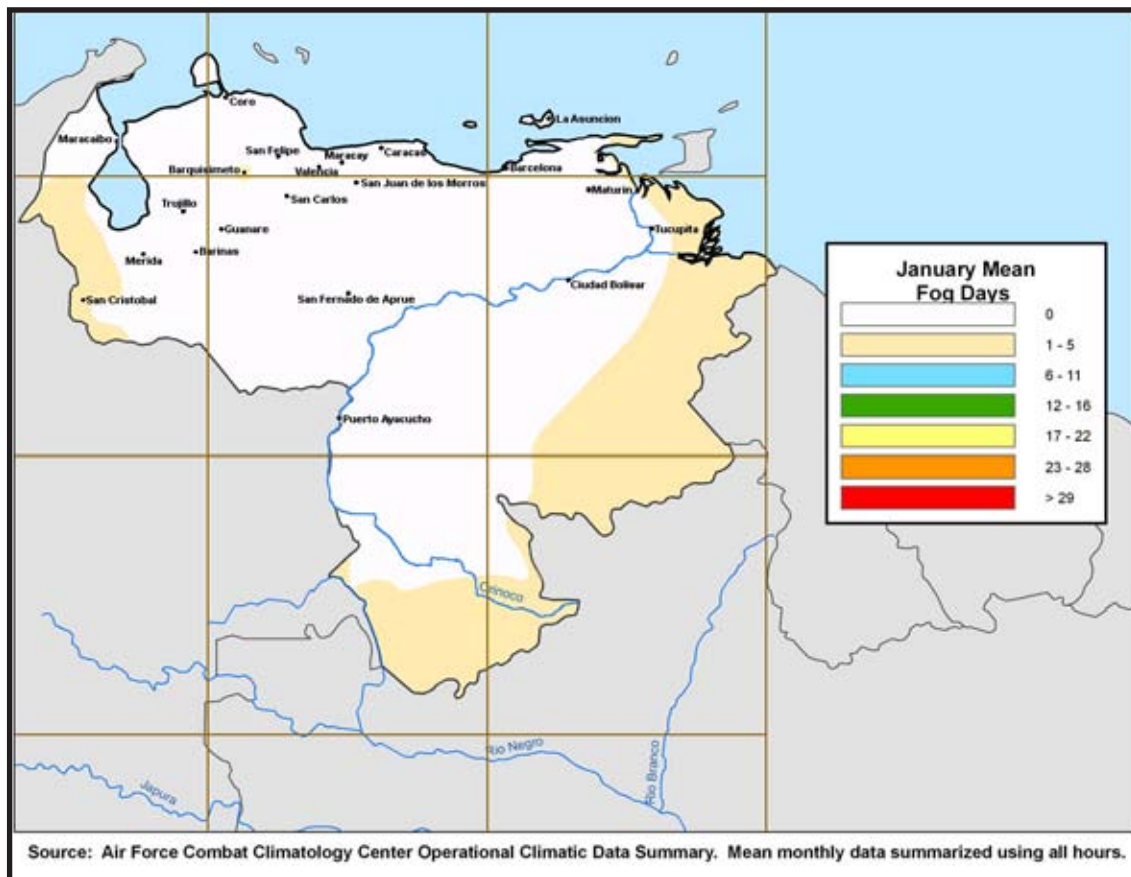 Coro
La Asuncion
Maracaibo
San Felipe
Maracay
Caracas
Valencia
Barquisimeto
Barcelona
San Juan de los Morros
Maturin
San Carlos
Trujillo
Guanare
Tucupita
Merida
Barinas
Ciudad Bolivar
San Cristobal
San Fernado de Aprue
Puerto Ayacucho
Orinoco
Rio Negro
Rio Branco
Japura
January Mean
Fog Days
0
1 - 5
6 - 11
12 - 16
17 - 22
23 - 28
> 29
Source: Air Force Combat Climatology Center Operational Climatic Data Summary. Mean monthly data summarized using all hours.